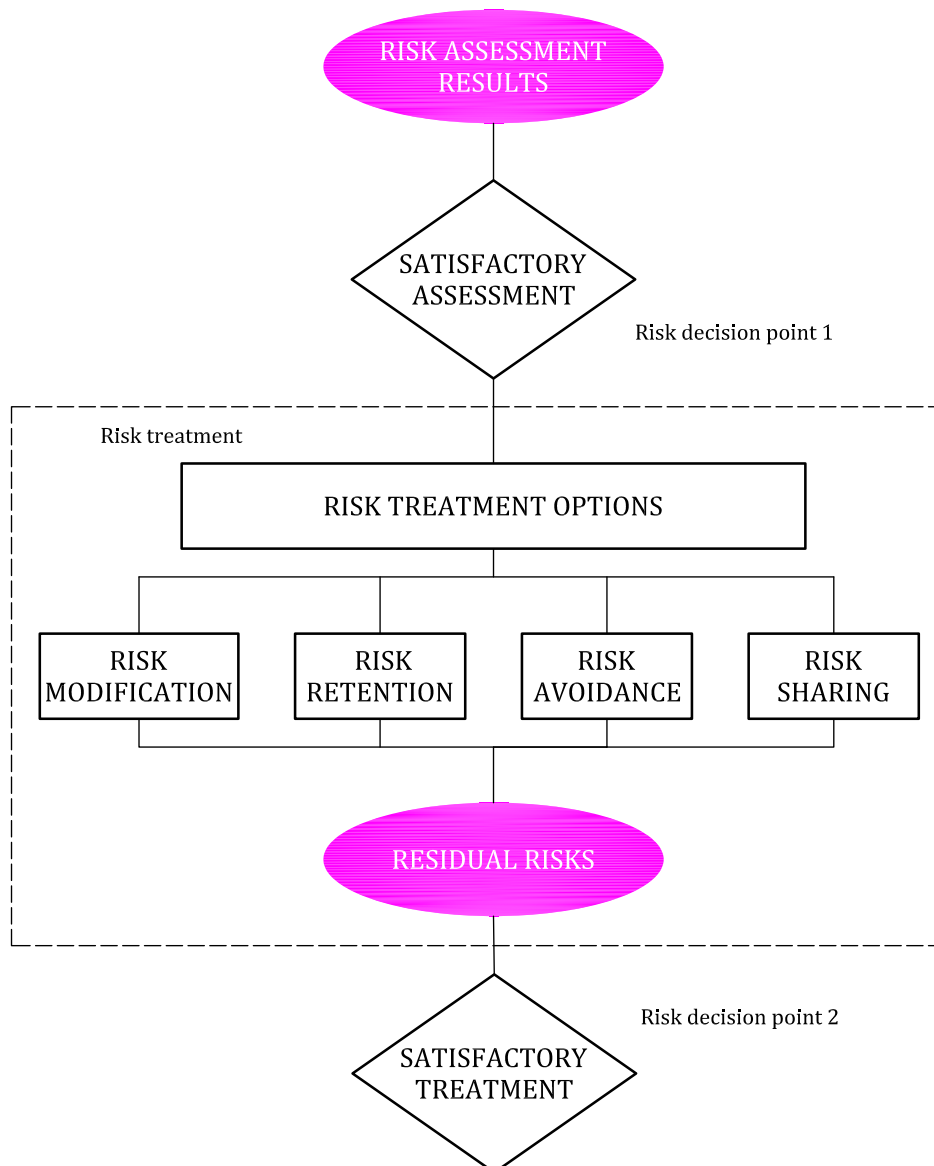 RISK ASSESSMENT
RESULTS
SATISFACTORY
ASSESSMENT
Risk decision point 1
Risk treatment
RISK TREATMENT OPTIONS
RISK
MODIFICATION
RISK
RETENTION
RISK
AVOIDANCE
RISK
SHARING
RESIDUAL RISKS
Risk decision point 2
SATISFACTORY
TREATMENT